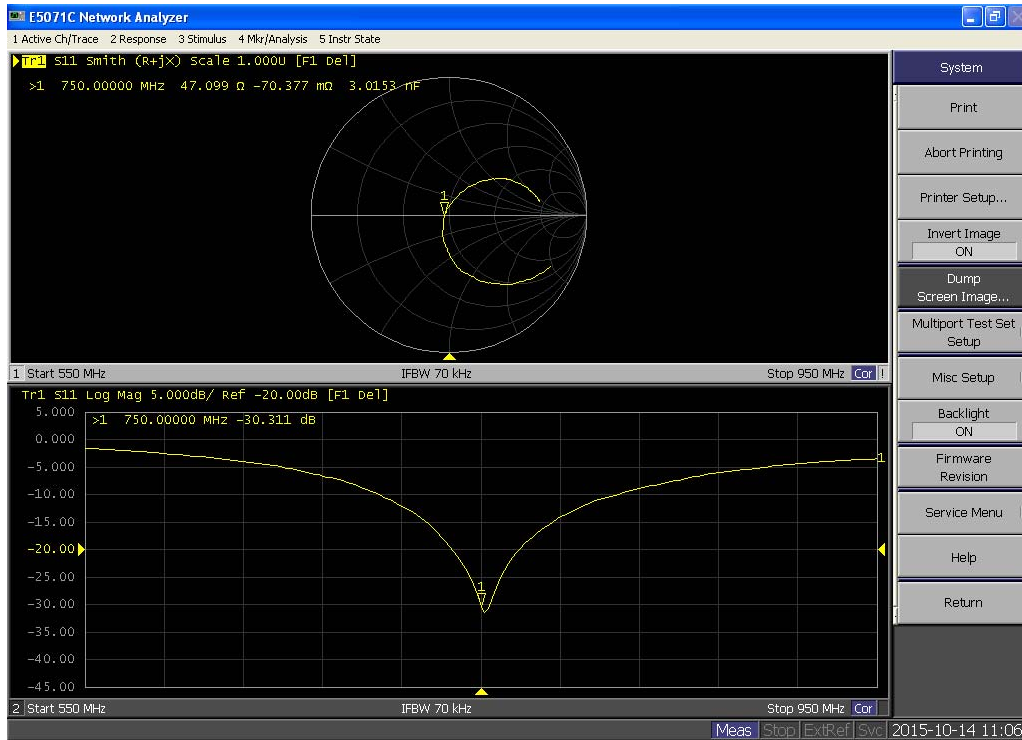 E5071C Network Analyzer
1 Active Ch/Trace 2 Response 3 Stimulus 4 Mkr/Analysis 5 Instr State
Tr1 S11 Smith (R+jX) Scale 1.000U [F1 Del]
>1 750.00000 MHz 47.099 Ω -70.377 mΩ 3.0153 nF
1
1 Start 550 MHz IFBW 70 kHz Stop 950 MHz Cor !
Tr1 S11 Log Mag 5.000dB/ Ref -20.00dB [F1 Del]
5.000
>1 750.00000 MHz -30.311 dB
0.000
-5.000
1
-10.00
-15.00
-20.00
-25.00
1
-30.00
-35.00
-40.00
-45.00
2 Start 550 MHz IFBW 70 kHz Stop 950 MHz Cor
System
Print
Abort Printing
Printer Setup...
Invert Image
ON
Dump
Screen Image...
Multiport Test Set
Setup
Misc Setup
Backlight
ON
Firmware
Revision
Service Menu
Help
Return
Meas Stop ExtRef Svc 2015-10-14 11:06